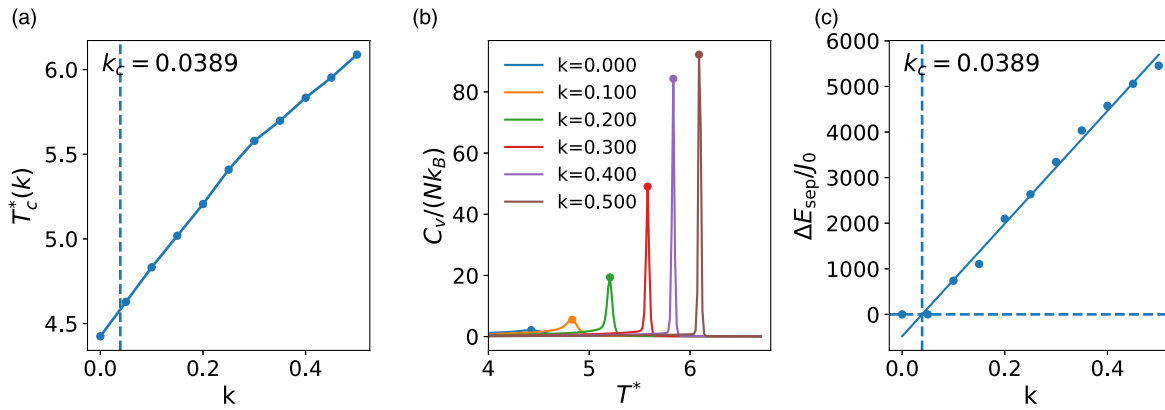 (a)
k_c = 0.0389
6.0
5.5
5.0
4.5
T_c^*(k)
0.0 0.2 0.4
k
(b)
k=0.000
k=0.100
k=0.200
k=0.300
k=0.400
k=0.500
80
60
40
20
0
C_v/(Nk_B)
4 5 6
T^*
(c)
k_c = 0.0389
6000
5000
4000
3000
2000
1000
0
ΔE_sep/J_0
0.0 0.2 0.4
k